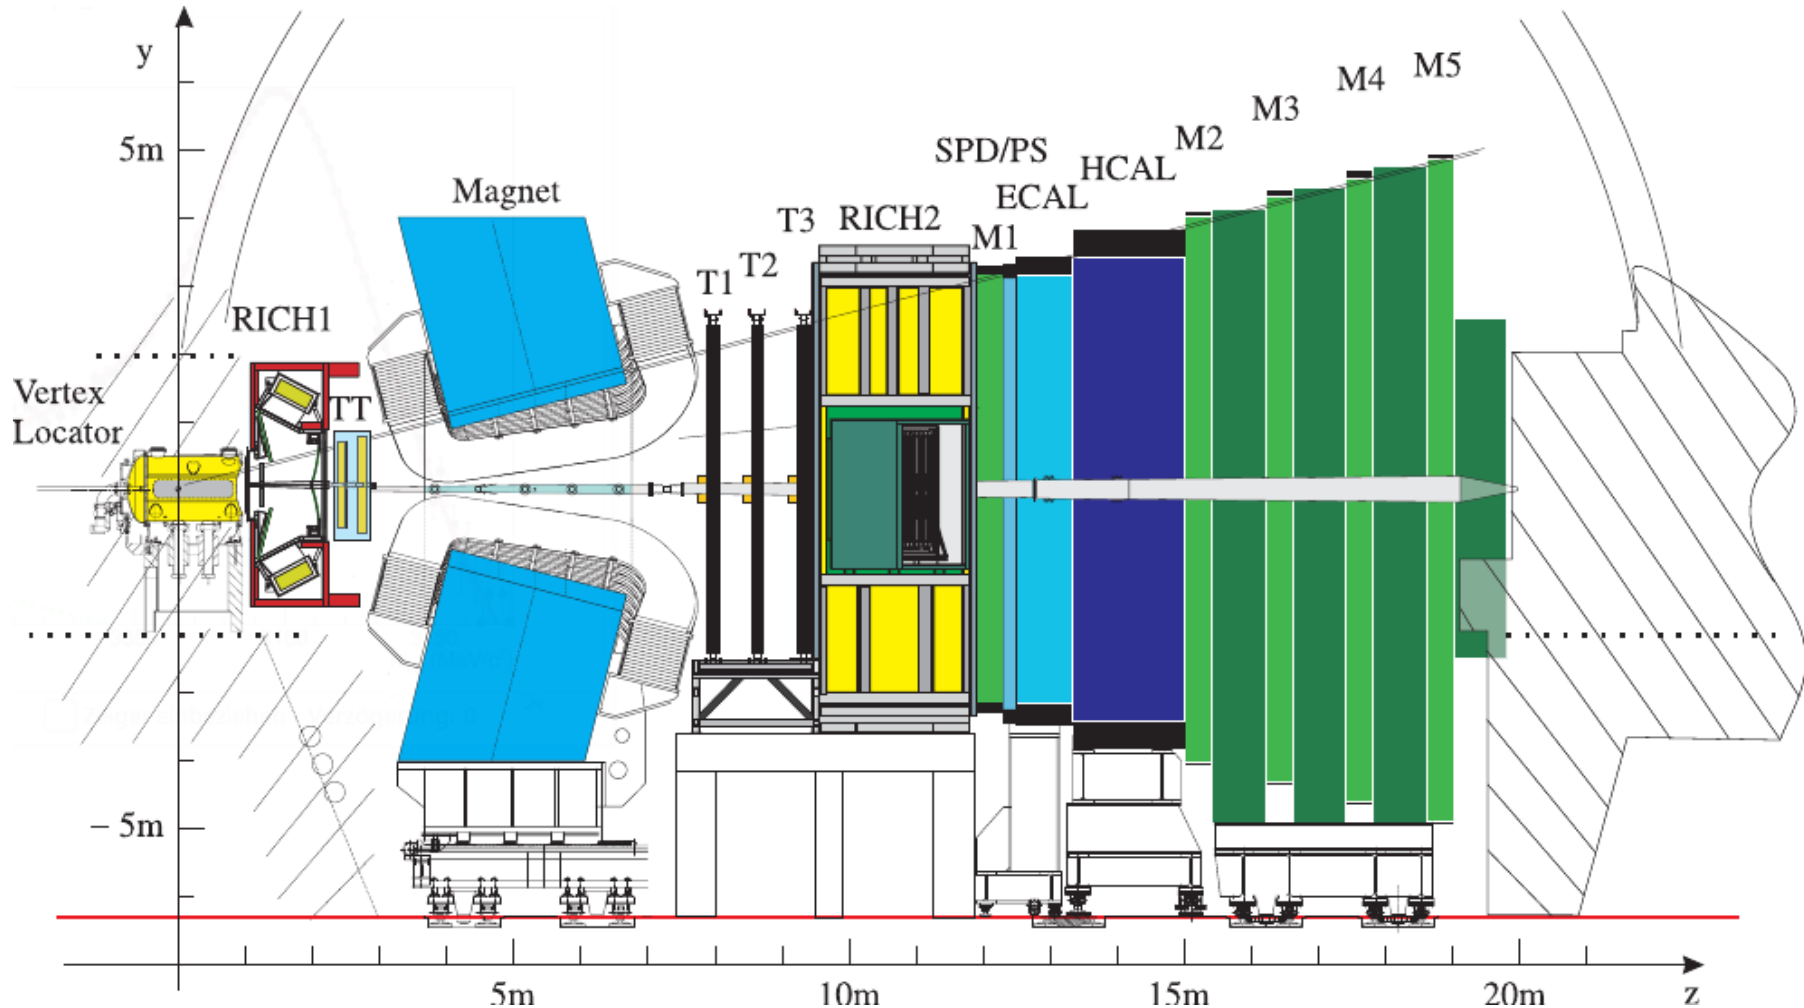 y
5m
Magnet
RICH1
Vertex
Locator
TT
T1
T2
T3
RICH2
M1
SPD/PS
ECAL
HCAL
M2
M3
M4
M5
− 5m
5m
10m
15m
20m
z